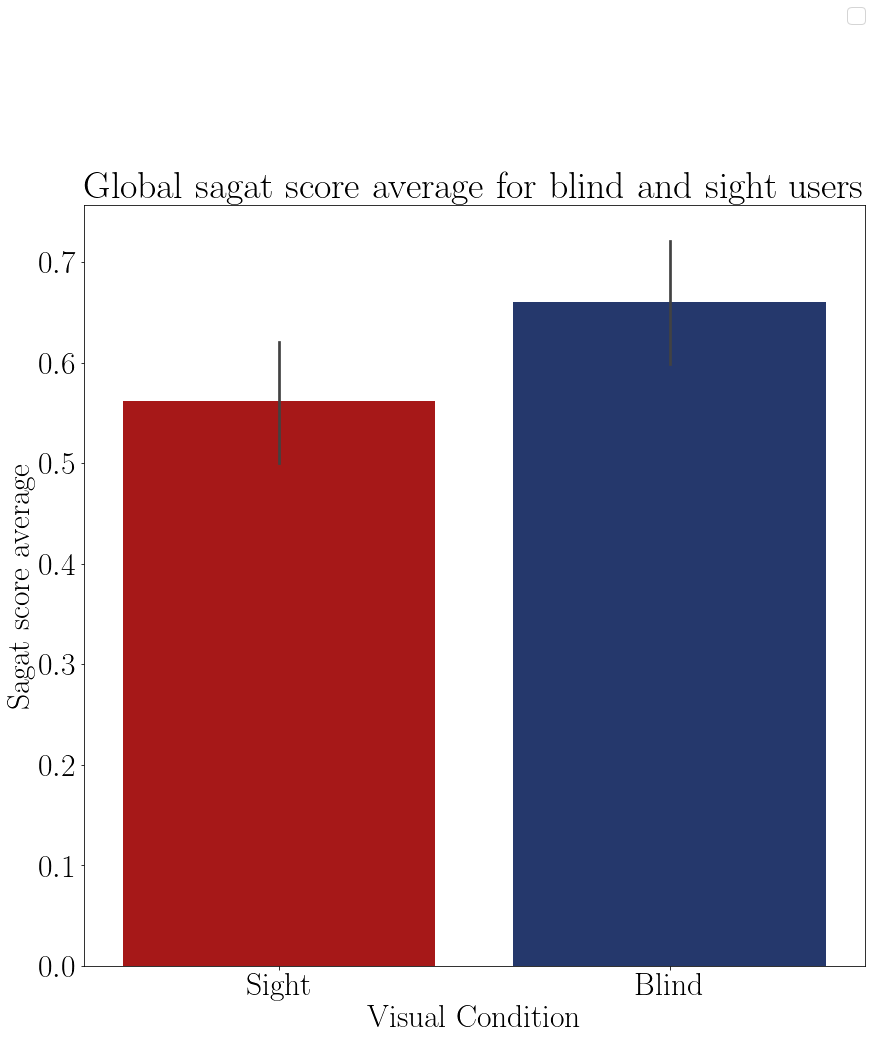 Global sagat score average for blind and sight users
Sagat score average
0.7
0.6
0.5
0.4
0.3
0.2
0.1
0.0
Sight
Blind
Visual Condition